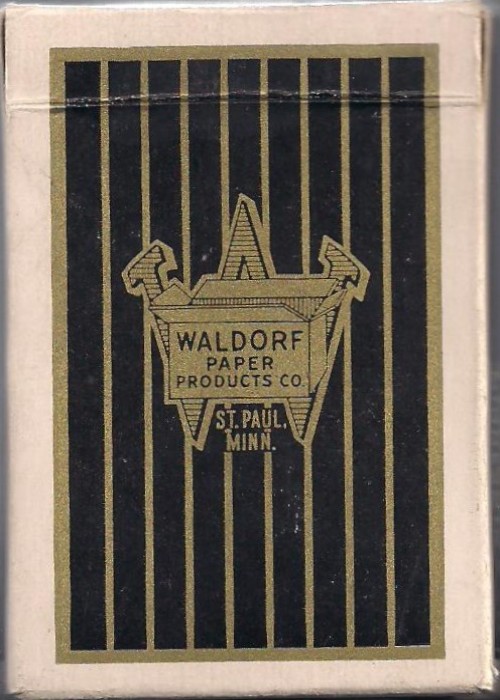 WALDORF
PAPER
PRODUCTS CO.
ST. PAUL,
MINN.